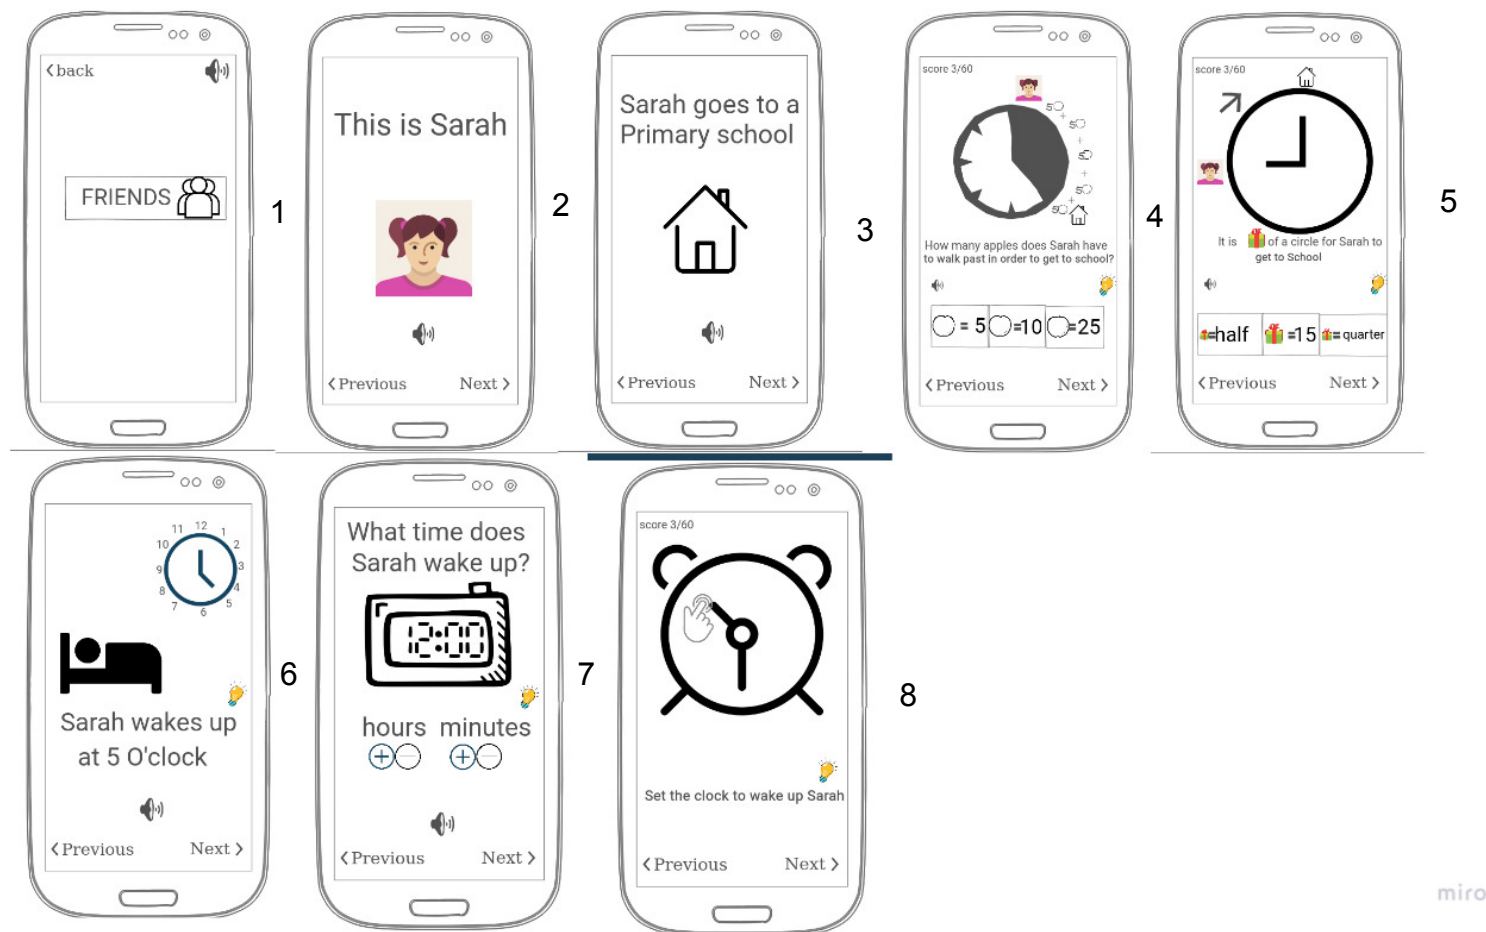 back
FRIENDS
1
This is Sarah
Previous Next
2
Sarah goes to a
Primary school
Previous Next
3
score 3/60
5
+
5
+
5
+
5
+
5
How many apples does Sarah have
to walk past in order to get to school?
= 5 =10 =25
Previous Next
4
score 3/60
It is of a circle for Sarah to
get to School
=half =15 = quarter
Previous Next
5
11 12 1
10 2
9 3
8 4
7 6 5
Sarah wakes up
at 5 O'clock
Previous Next
6
What time does
Sarah wake up?
12:00
hours minutes
+ − + −
Previous Next
7
score 3/60
Set the clock to wake up Sarah
Previous Next
8
miro